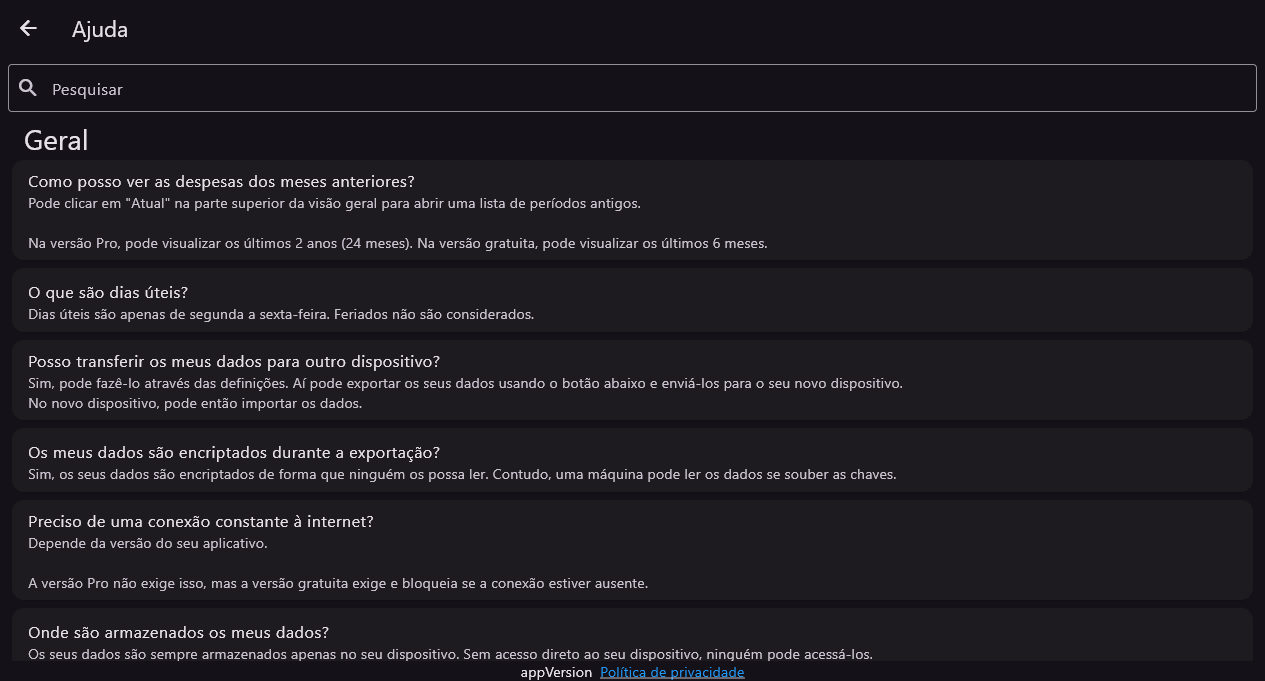 Ajuda
Pesquisar
Geral
Como posso ver as despesas dos meses anteriores?
Pode clicar em "Atual" na parte superior da visão geral para abrir uma lista de períodos antigos.
Na versão Pro, pode visualizar os últimos 2 anos (24 meses). Na versão gratuita, pode visualizar os últimos 6 meses.
O que são dias úteis?
Dias úteis são apenas de segunda a sexta-feira. Feriados não são considerados.
Posso transferir os meus dados para outro dispositivo?
Sim, pode fazê-lo através das definições. Aí pode exportar os seus dados usando o botão abaixo e enviá-los para o seu novo dispositivo.
No novo dispositivo, pode então importar os dados.
Os meus dados são encriptados durante a exportação?
Sim, os seus dados são encriptados de forma que ninguém os possa ler. Contudo, uma máquina pode ler os dados se souber as chaves.
Preciso de uma conexão constante à internet?
Depende da versão do seu aplicativo.
A versão Pro não exige isso, mas a versão gratuita exige e bloqueia se a conexão estiver ausente.
Onde são armazenados os meus dados?
Os seus dados são sempre armazenados apenas no seu dispositivo. Sem acesso direto ao seu dispositivo, ninguém pode acessá-los.
appVersion Política de privacidade